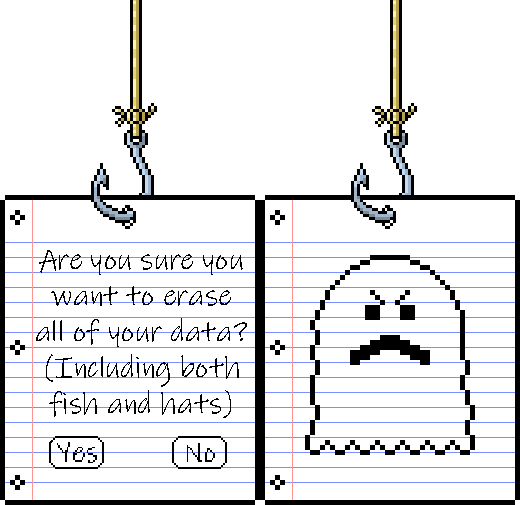 Are you sure you
want to erase
all of your data?
(Including both
fish and hats)
Yes No